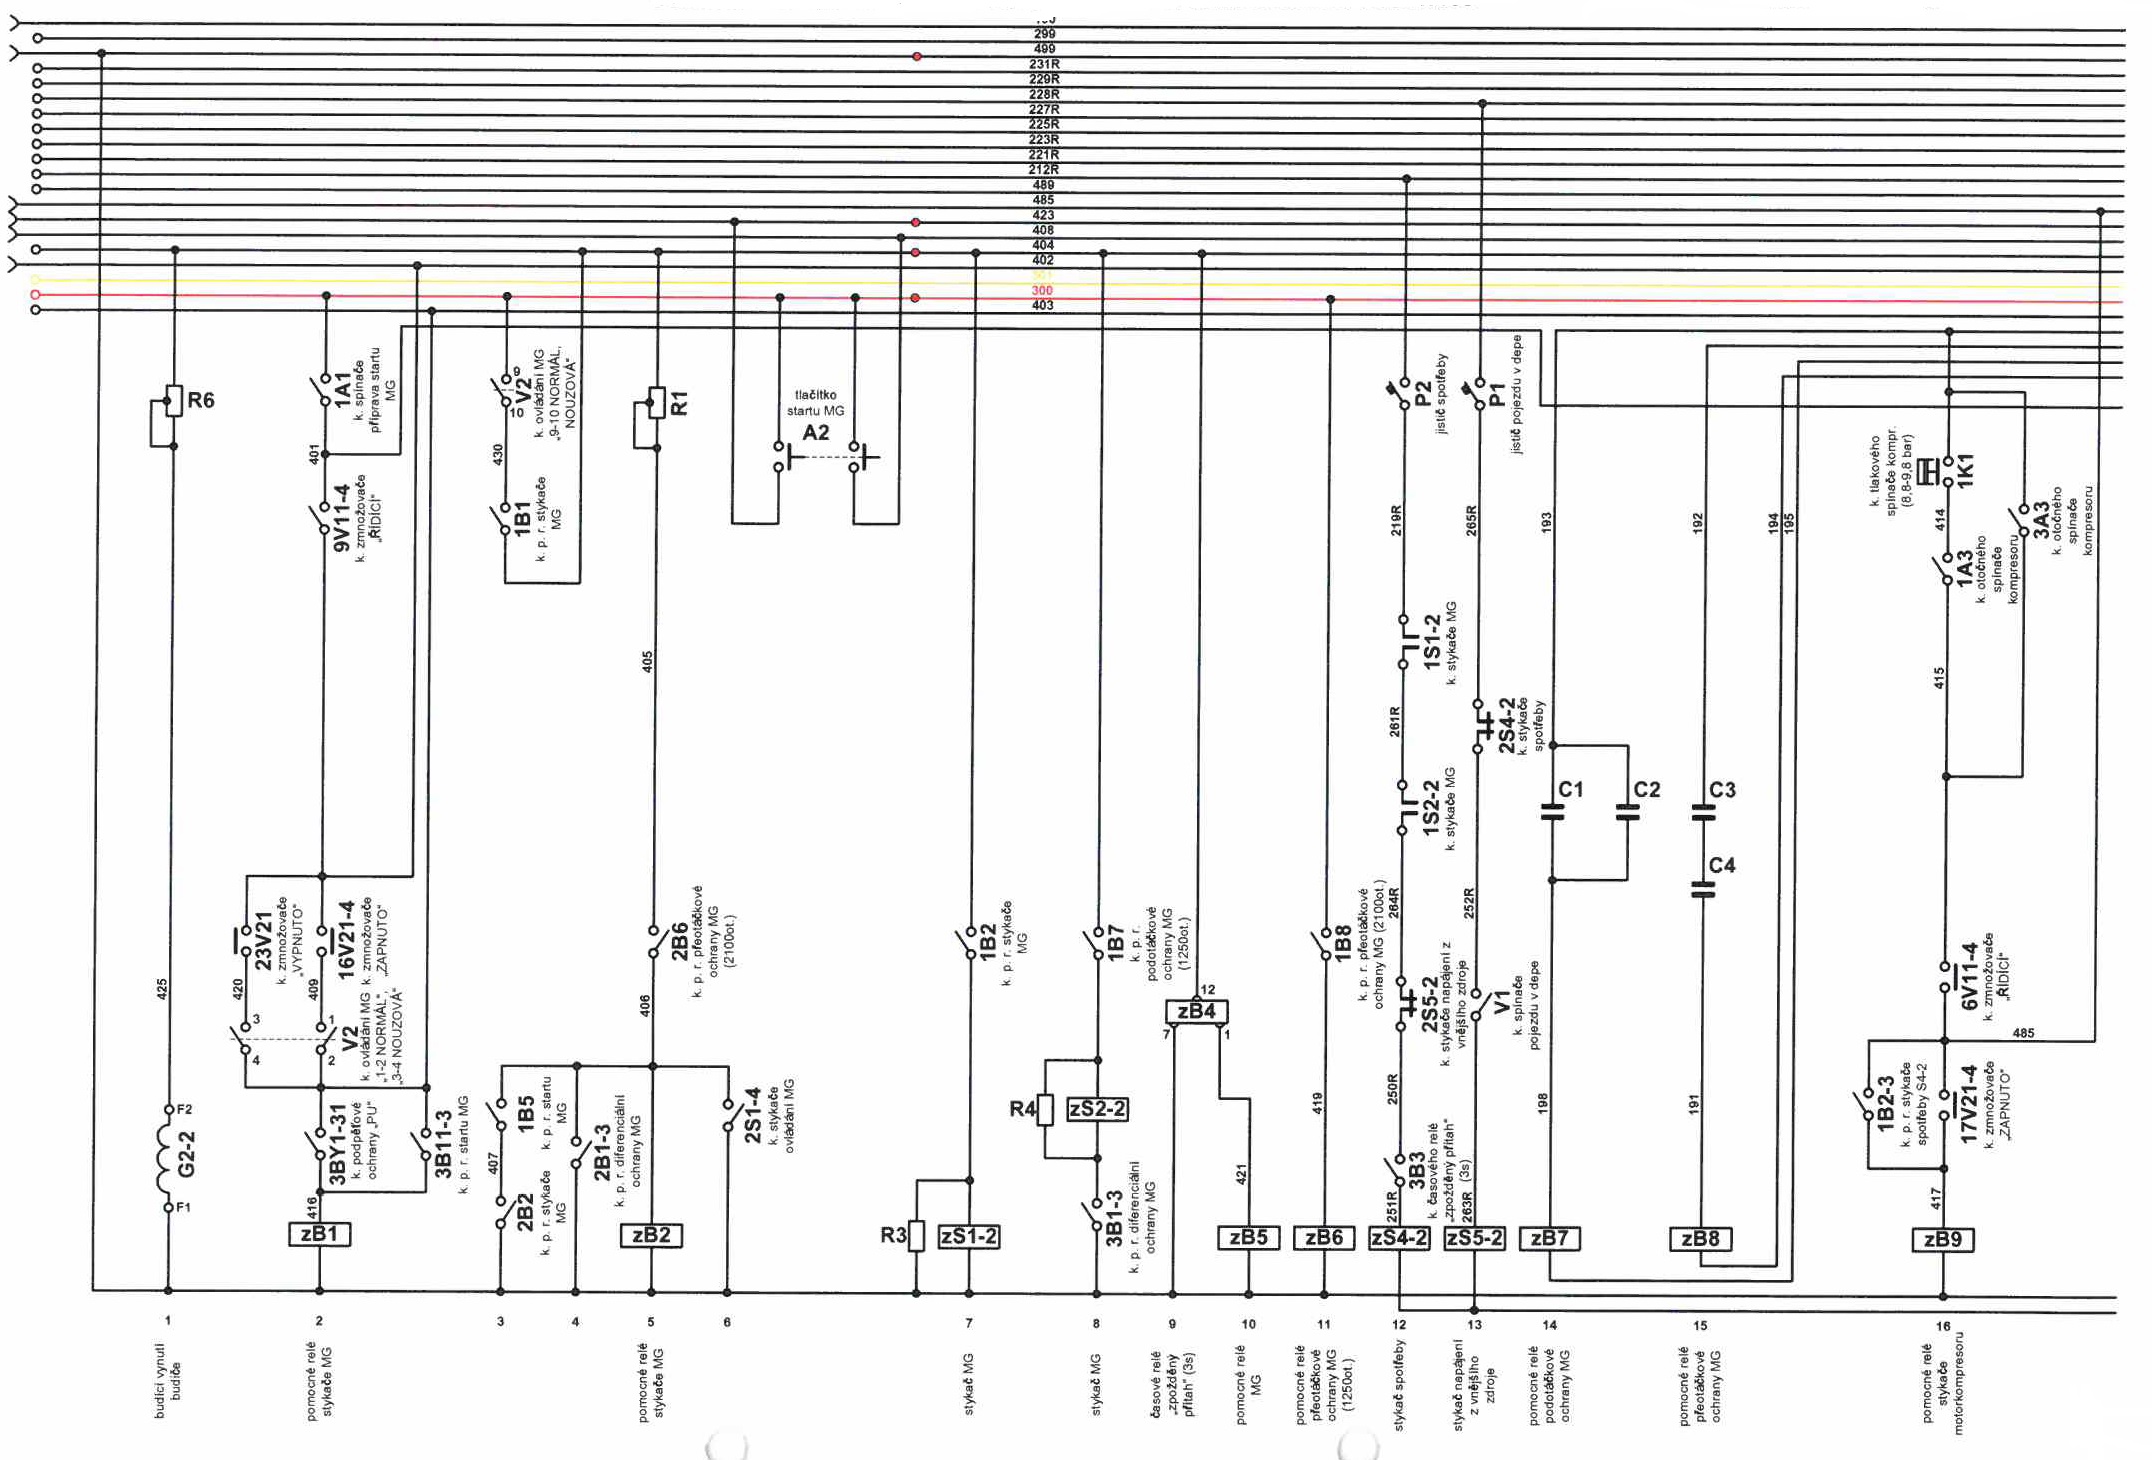 299
499
231R
229R
228R
227R
225R
223R
221R
212R
489
485
423
408
404
402
301
300
403
R6
425
F2
G2-2
F1
1A1
k. spínače
příprava startu
MG
401
9V11-4
k. zmnožovače
„ŘÍDÍCÍ“
23V21
k. zmnožovače
„VYPNUTO“
16V21-4
k. zmnožovače
„ZAPNUTO“
420
409
3
4
1
2
V2
k. ovládání MG
„1-2 NORMÁL“,
„3-4 NOUZOVÁ“
3BY1-31
k. podpěťové
ochrany „PU“
3B11-3
k. p. r. startu MG
416
zB1
9
10
V2
k. ovládání MG
„9-10 NORMÁL,
NOUZOVÁ“
430
1B1
k. p. r. stykače
MG
R1
405
2B6
k. p. r. přeotáčkové
ochrany MG
(2100ot.)
406
1B5
k. p. r. startu
MG
407
2B2
k. p. r. stykače
MG
2B1-3
k. p. r. diferenciální
ochrany MG
zB2
2S1-4
k. stykače
ovládání MG
tlačítko
startu MG
A2
1B2
k. p. r. stykače
MG
R3
zS1-2
1B7
k. p. r.
podotáčkové
ochrany MG
(1250ot.)
R4
zS2-2
3B1-3
k. p. r. diferenciální
ochrany MG
12
zB4
7
1
421
zB5
1B8
k. p. r. přeotáčkové
ochrany MG (2100ot.)
419
zB6
P2
jistič spotřeby
219R
1S1-2
k. stykače MG
261R
1S2-2
k. stykače MG
264R
2S5-2
k. stykače napájení z
vnějšího zdroje
250R
3B3
k. časového relé
„zpožděný přítah“ (3s)
251R
zS4-2
P1
jistič pojezdu v depe
265R
2S4-2
k. stykače
spotřeby
252R
V1
k. spínače
pojezdu v depe
263R
zS5-2
193
C1
C2
198
zB7
192
C3
C4
191
zB8
194
195
k. tlakového
spínače kompr.
(8,8-9,8 bar)
1K1
414
1A3
k. otočného
spínače
kompresoru
3A3
k. otočného
spínače
kompresoru
415
6V11-4
k. zmnožovače
„ŘÍDÍCÍ“
485
1B2-3
k. p. r. stykače
spotřeby S4-2
17V21-4
k. zmnožovače
„ZAPNUTO“
417
zB9
1
2
3
4
5
6
7
8
9
10
11
12
13
14
15
16
budící vynutí
budiče
pomocné relé
stykače MG
pomocné relé
stykače MG
stykač MG
stykač MG
časové relé
„zpožděný
přítah“ (3s)
pomocné relé
MG
pomocné relé
přeotáčkové
ochrany MG
(1250ot.)
stykač spotřeby
stykač napájení
z vnějšího
zdroje
pomocné relé
podotáčkové
ochrany MG
pomocné relé
přeotáčkové
ochrany MG
pomocné relé
stykače
motorkompresoru